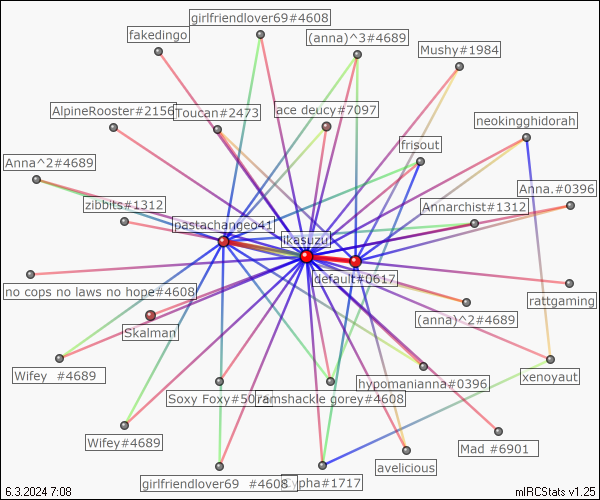 girlfriendlover69#4608
fakedingo
(anna)^3#4689
Mushy#1984
AlpineRooster#2156
Toucan#2473
ace deucy#7097
neokingghidorah
frisout
Anna^2#4689
Anna.#0396
zibbits#1312
Annarchist#1312
pastachange041
ikasuzu
default#0617
no cops no laws no hope#4608
rattgaming
Skalman
(anna)^2#4689
Wifey #4689
hypomanianna#0396
xenoyaut
Soxy Foxy#507
ramshackle gorey#4608
Wifey#4689
Mad #6901
avelicious
girlfriendlover69 #4608
pha#1717
6.3.2024 7:08
mIRCStats v1.25